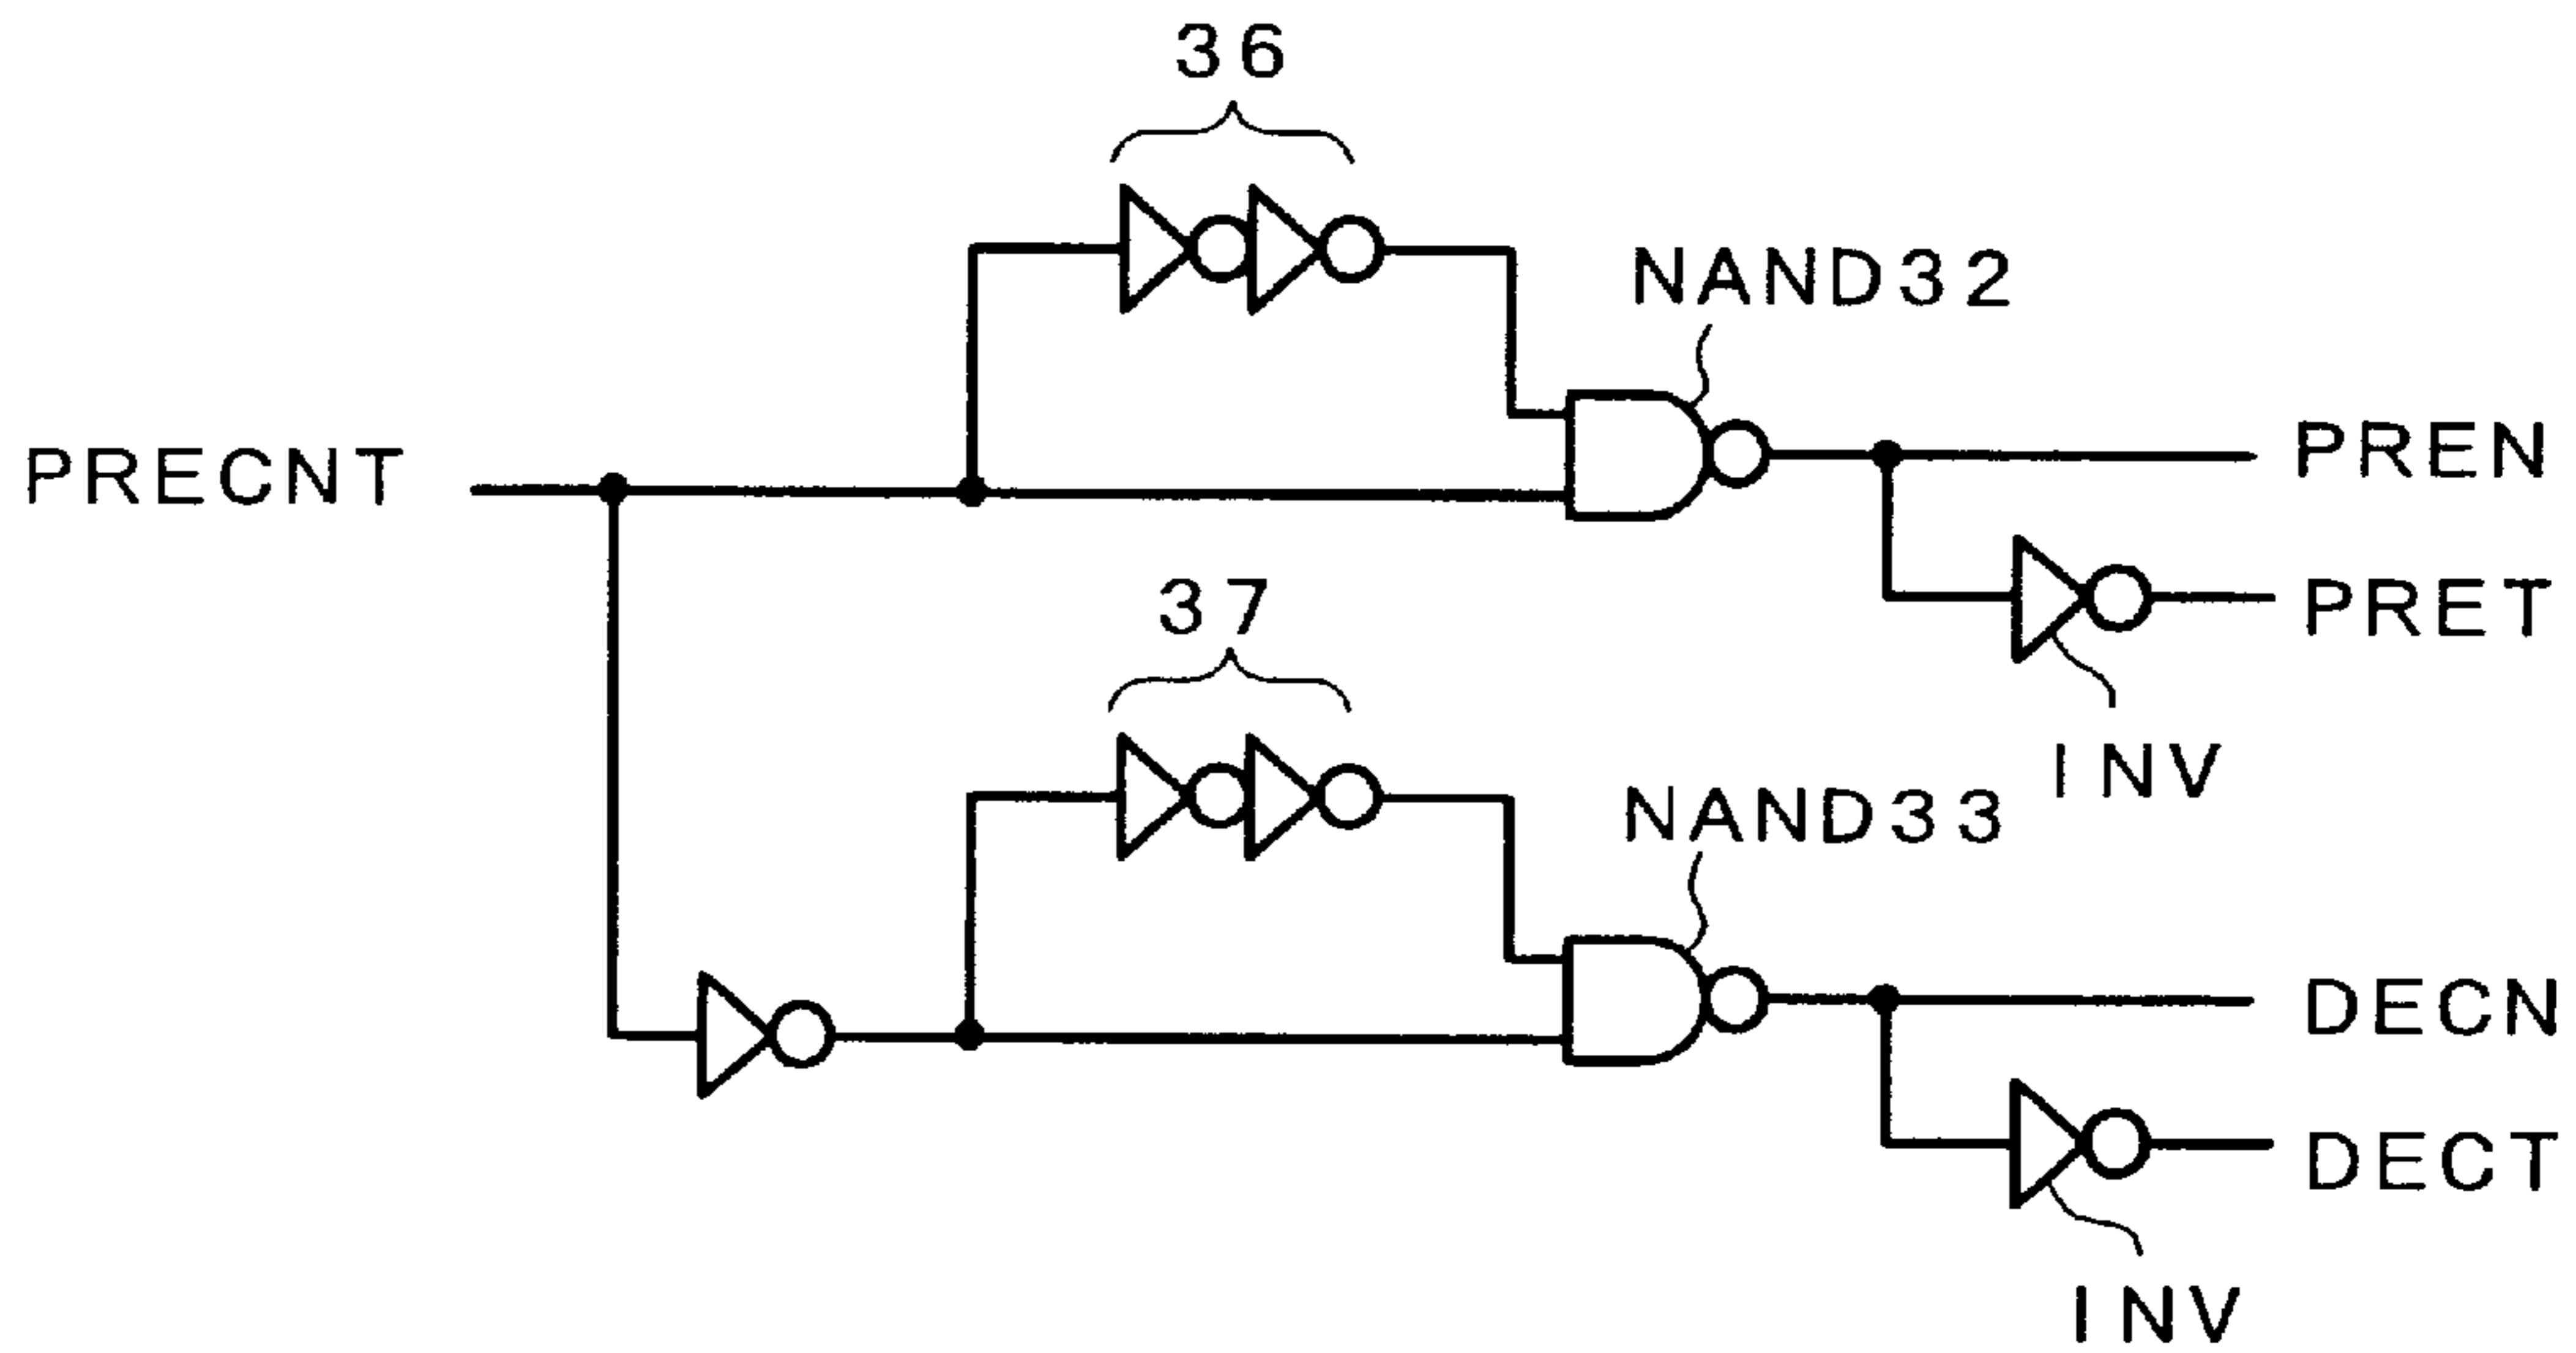 36
NAND32
PRECNT
PREN
PRET
37
INV
NAND33
DECN
DECT
INV